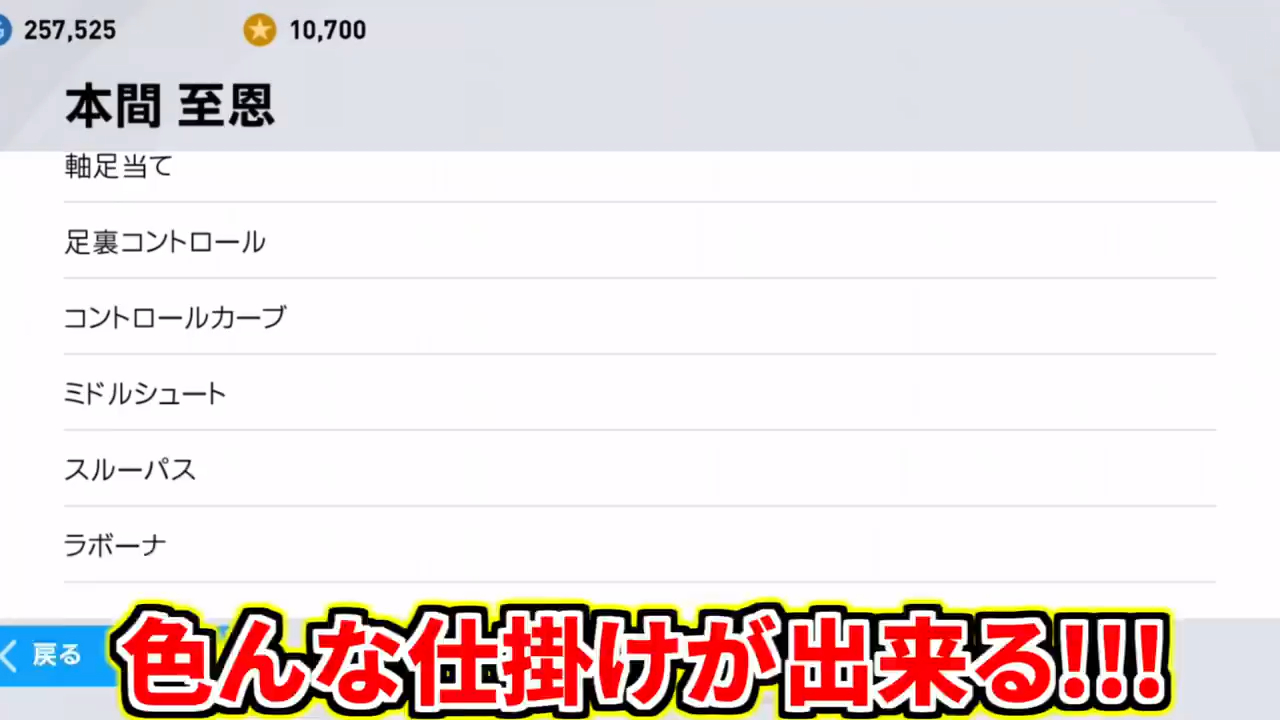 257,525 10,700
本間 至恩
軸足当て
足裏コントロール
コントロールカーブ
ミドルシュート
スルーパス
ラボーナ
戻る
色んな仕掛けが出来る!!!